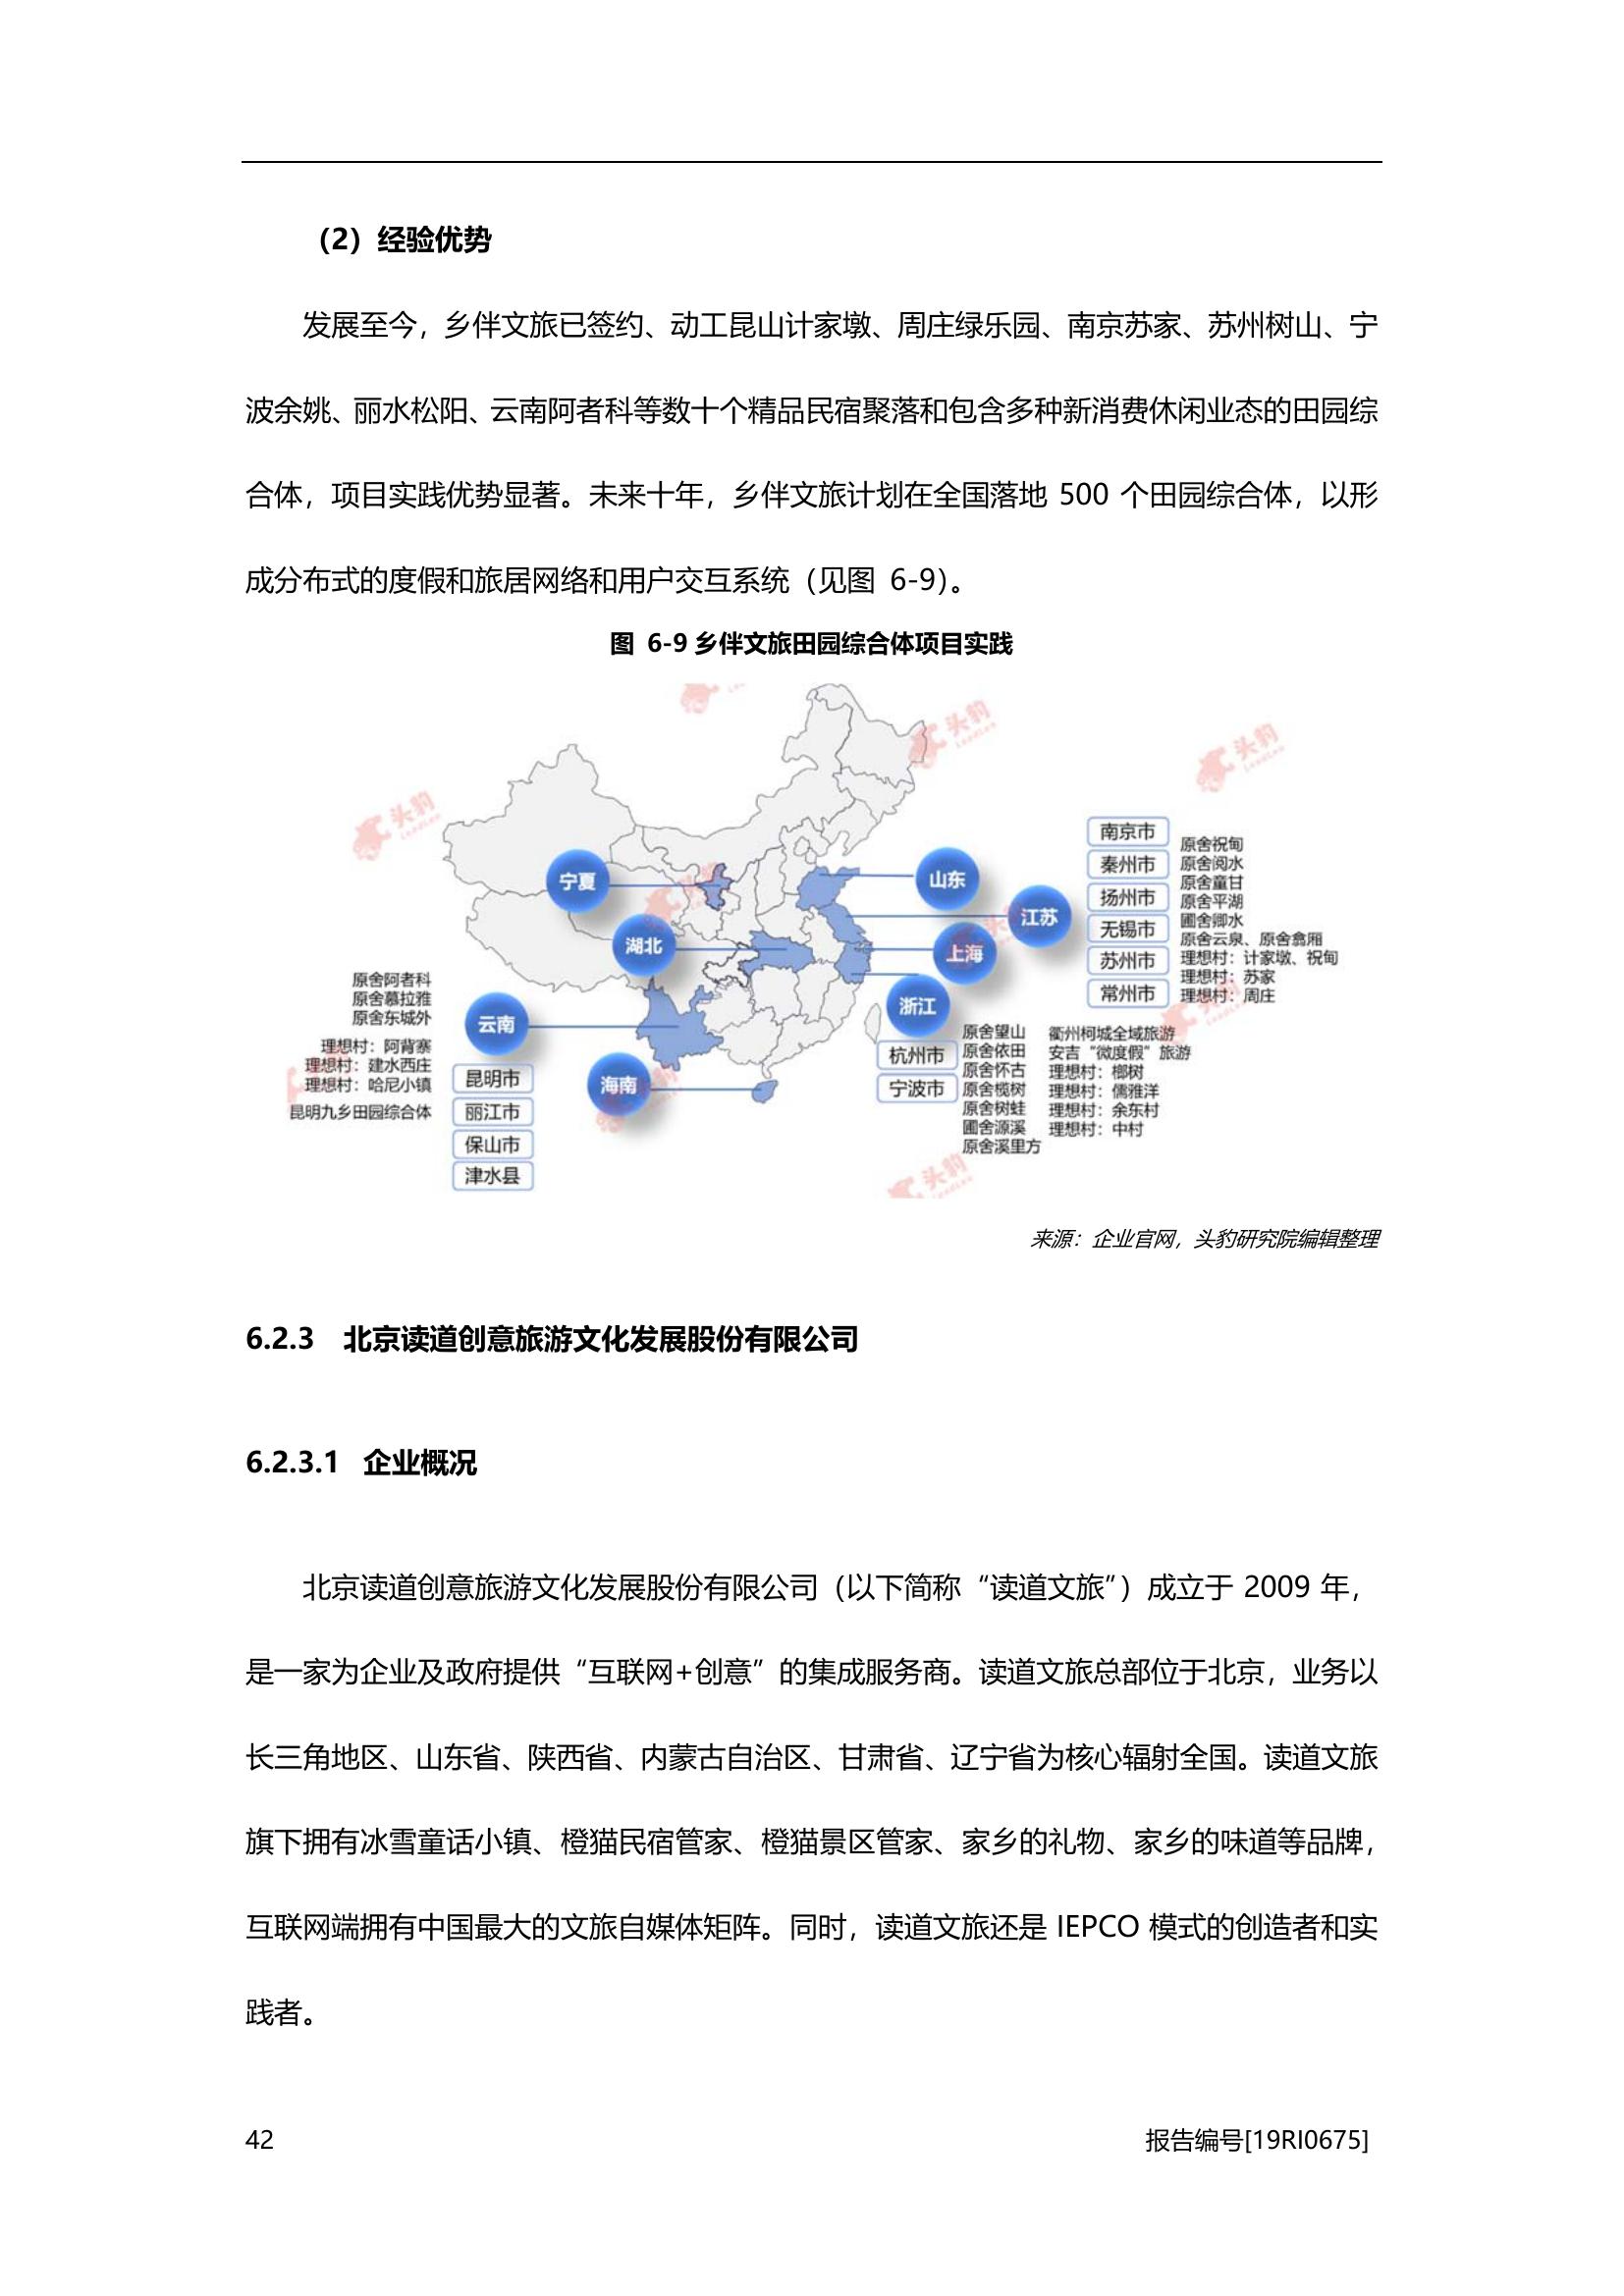 （2）经验优势
发展至今，乡伴文旅已签约、动工昆山计家墩、周庄绿乐园、南京苏家、苏州树山、宁
波余姚、丽水松阳、云南阿者科等数十个精品民宿聚落和包含多种新消费休闲业态的田园综
合体，项目实践优势显著。未来十年，乡伴文旅计划在全国落地 500 个田园综合体，以形
成分布式的度假和旅居网络和用户交互系统（见图 6-9）。
图 6-9 乡伴文旅田园综合体项目实践
宁夏
湖北
云南
海南
山东
江苏
上海
浙江
南京市
秦州市
扬州市
无锡市
苏州市
常州市
原舍祝甸
原舍阅水
原舍童甘
原舍平湖
圃舍卿水
原舍云泉、原舍翕厢
理想村：计家墩、祝甸
理想村：苏家
理想村：周庄
原舍阿者科
原舍慕拉雅
原舍东城外
理想村：阿背寨
理想村：建水西庄
理想村：哈尼小镇
昆明九乡田园综合体
昆明市
丽江市
保山市
津水县
杭州市
宁波市
原舍望山
原舍依田
原舍怀古
原舍榄树
原舍树蛙
圃舍源溪
原舍溪里方
衢州柯城全域旅游
安吉“微度假”旅游
理想村：榔树
理想村：儒雅洋
理想村：余东村
理想村：中村
头豹
LeadLeo
头豹
LeadLeo
头豹
LeadLeo
头豹
LeadLeo
来源：企业官网，头豹研究院编辑整理
6.2.3 北京读道创意旅游文化发展股份有限公司
6.2.3.1 企业概况
北京读道创意旅游文化发展股份有限公司（以下简称“读道文旅”）成立于 2009 年，
是一家为企业及政府提供“互联网+创意”的集成服务商。读道文旅总部位于北京，业务以
长三角地区、山东省、陕西省、内蒙古自治区、甘肃省、辽宁省为核心辐射全国。读道文旅
旗下拥有冰雪童话小镇、橙猫民宿管家、橙猫景区管家、家乡的礼物、家乡的味道等品牌，
互联网端拥有中国最大的文旅自媒体矩阵。同时，读道文旅还是 IEPCO 模式的创造者和实
践者。
42
报告编号[19RI0675]